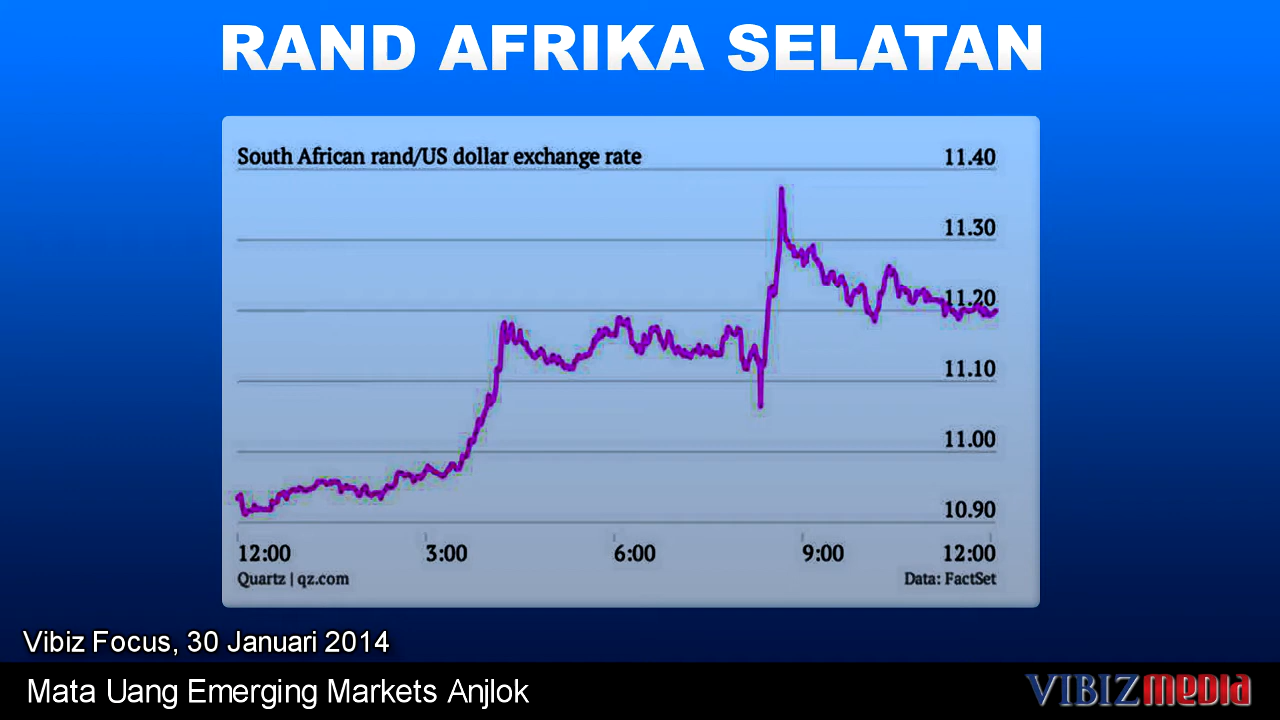 RAND AFRIKA SELATAN
South African rand/US dollar exchange rate
11.40
11.30
11.20
11.10
11.00
10.90
12:00 3:00 6:00 9:00 12:00
Quartz | qz.com Data: FactSet
Vibiz Focus, 30 Januari 2014
Mata Uang Emerging Markets Anjlok
VIBIZmedia